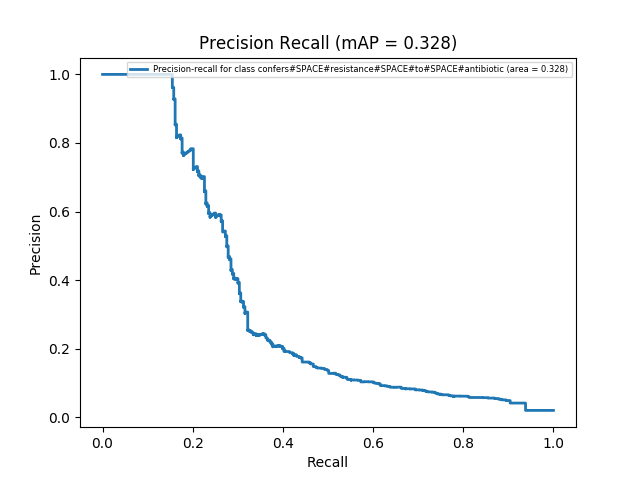 Precision Recall (mAP = 0.328)
Precision-recall for class confers#SPACE#resistance#SPACE#to#SPACE#antibiotic (area = 0.328)
1.0
0.8
0.6
0.4
0.2
0.0
Precision
0.0 0.2 0.4 0.6 0.8 1.0
Recall